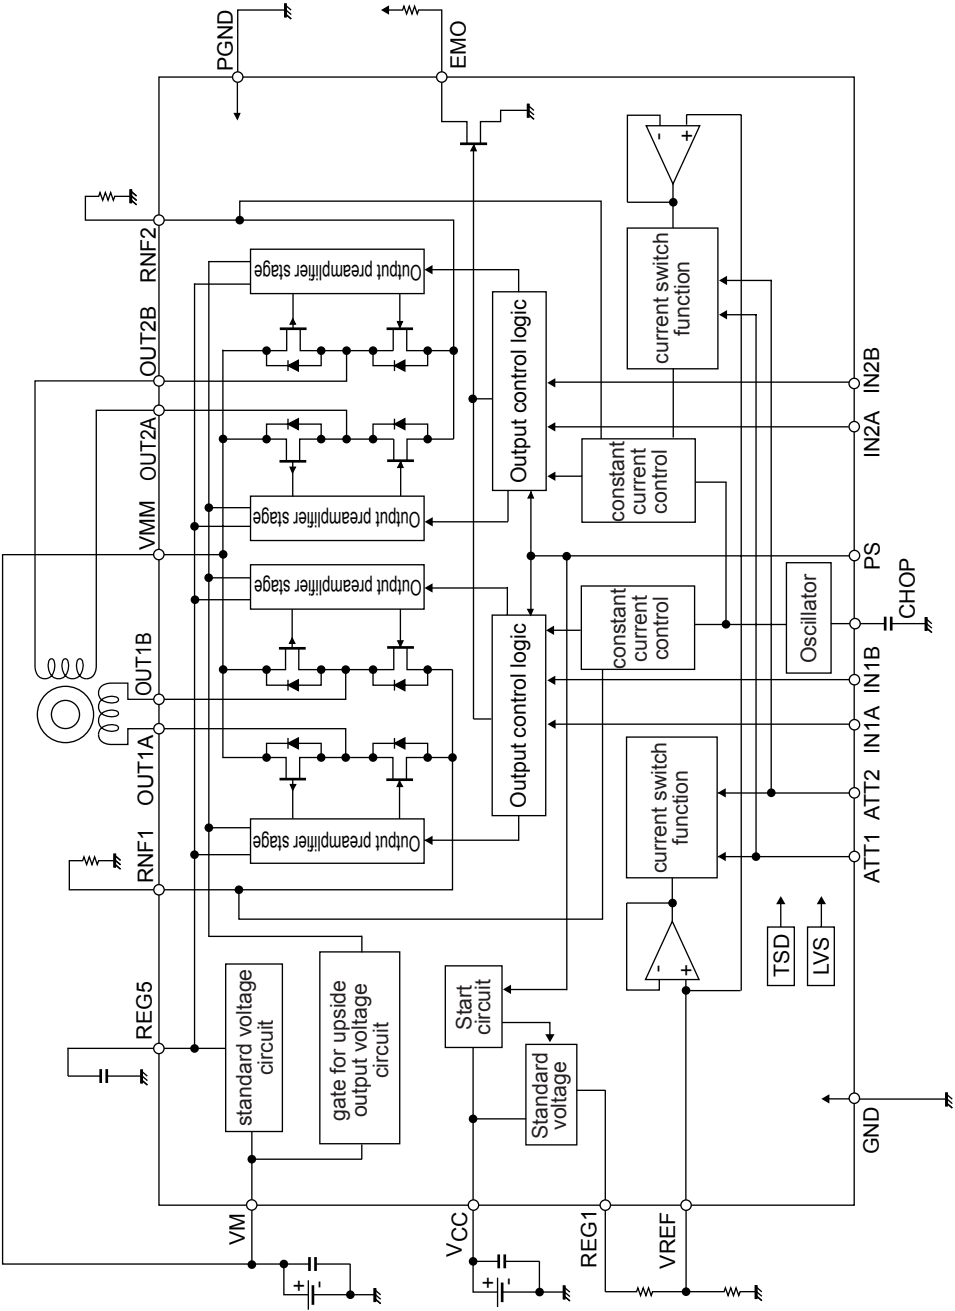 PGND
EMO
RNF2
OUT2B
OUT2A
VMM
OUT1B
OUT1A
RNF1
REG5
Output preamplifier stage
Output preamplifier stage
Output preamplifier stage
Output preamplifier stage
Output control logic
Output control logic
-
+
current switch
function
constant
current
control
constant
current
control
Oscillator
current switch
function
-
+
TSD
LVS
standard voltage
circuit
gate for upside
output voltage
circuit
Start
circuit
Standard
voltage
IN2B
IN2A
PS
CHOP
IN1B
IN1A
ATT2
ATT1
GND
VM
VCC
REG1
VREF
+
-
+
-